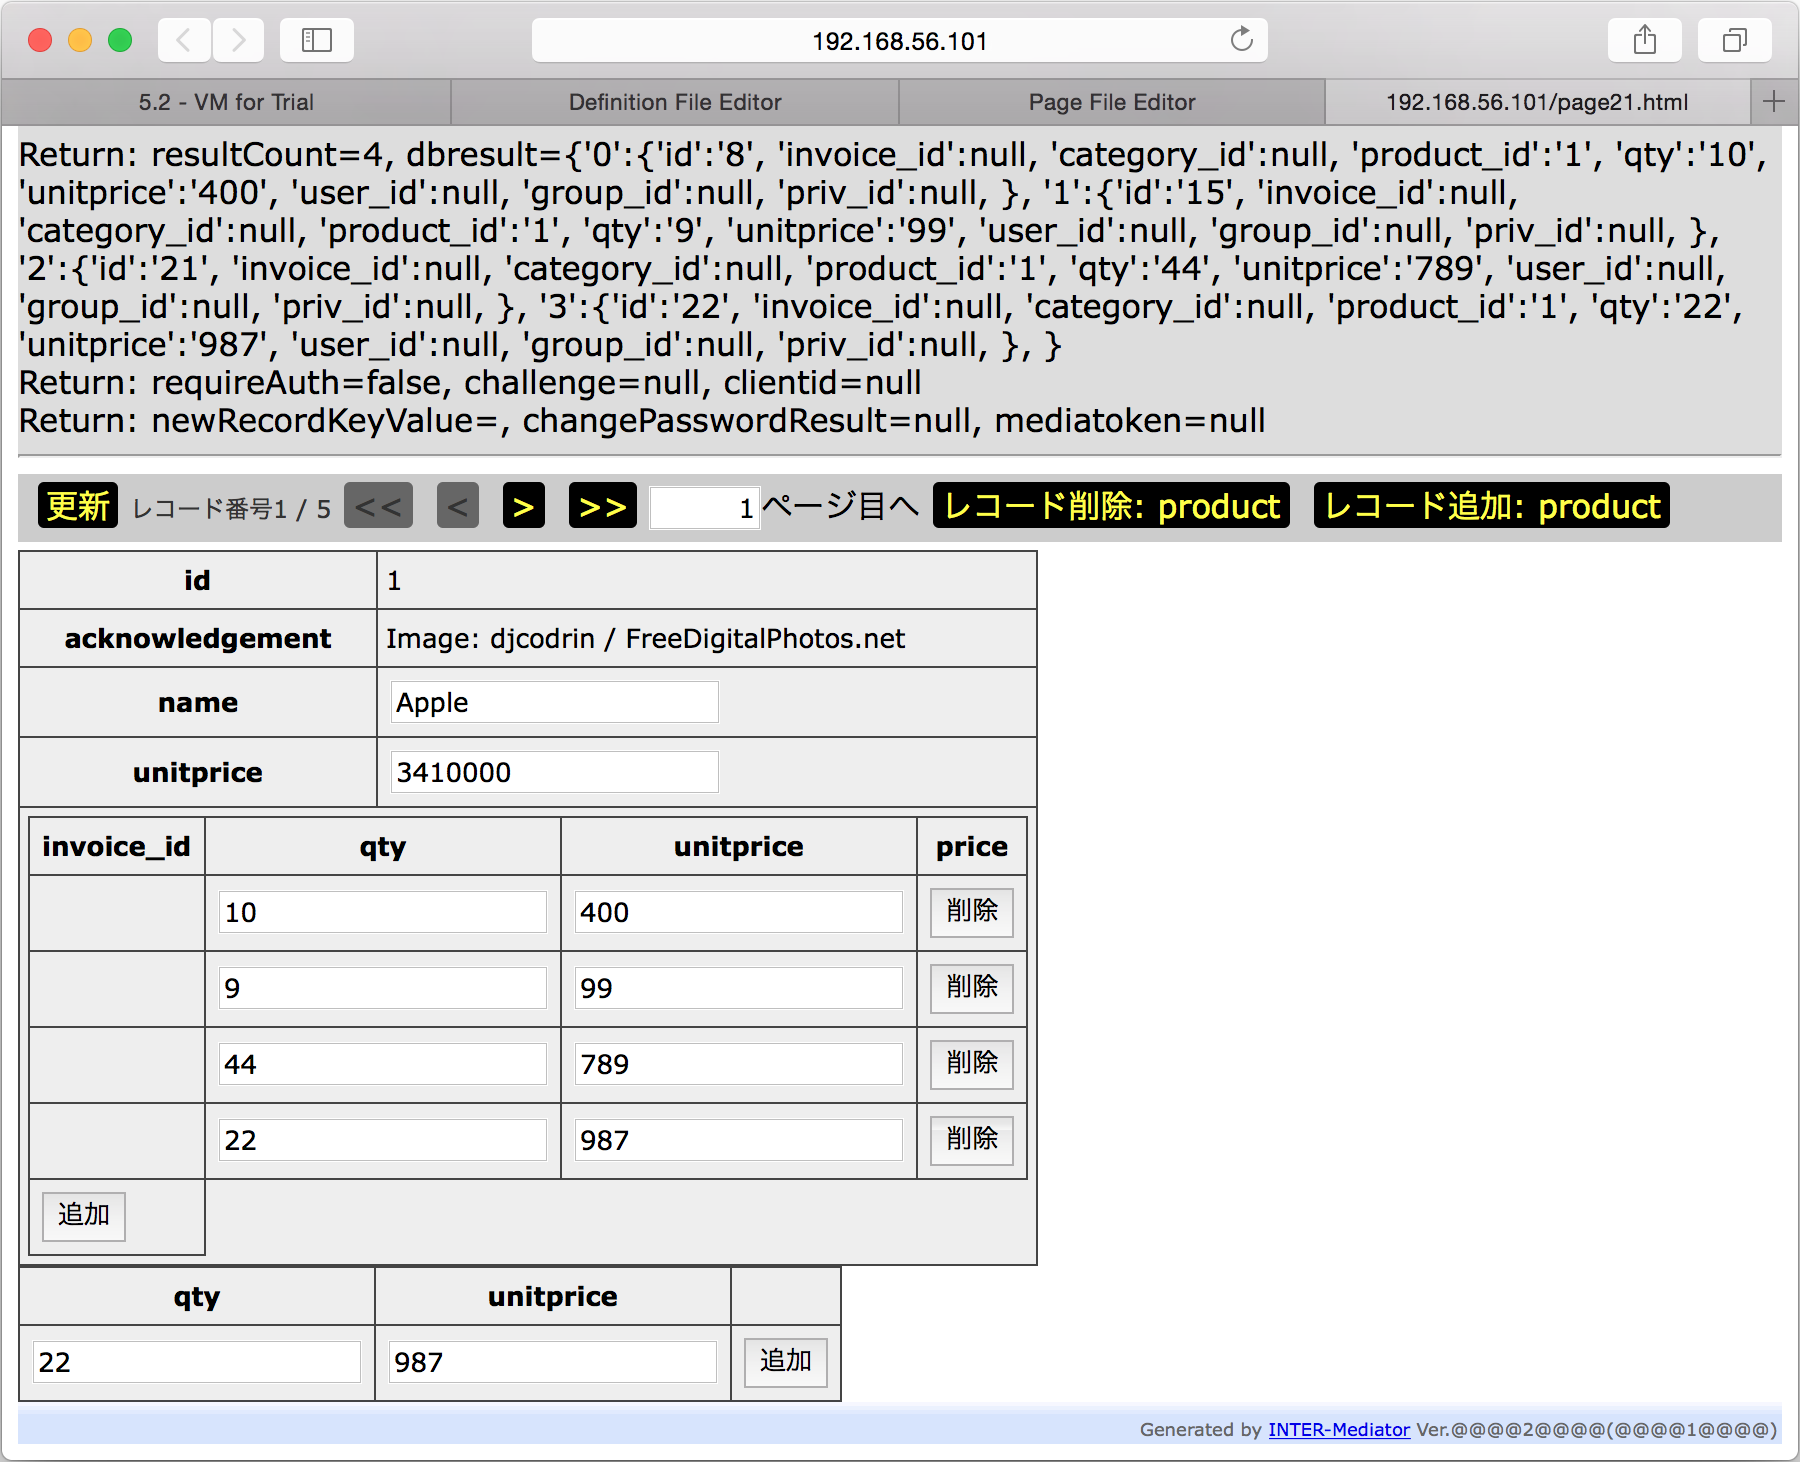 192.168.56.101
5.2 - VM for Trial
Definition File Editor
Page File Editor
192.168.56.101/page21.html
Return: resultCount=4, dbresult={'0':{'id':'8', 'invoice_id':null, 'category_id':null, 'product_id':'1', 'qty':'10',
'unitprice':'400', 'user_id':null, 'group_id':null, 'priv_id':null, }, '1':{'id':'15', 'invoice_id':null,
'category_id':null, 'product_id':'1', 'qty':'9', 'unitprice':'99', 'user_id':null, 'group_id':null, 'priv_id':null, },
'2':{'id':'21', 'invoice_id':null, 'category_id':null, 'product_id':'1', 'qty':'44', 'unitprice':'789', 'user_id':null,
'group_id':null, 'priv_id':null, }, '3':{'id':'22', 'invoice_id':null, 'category_id':null, 'product_id':'1', 'qty':'22',
'unitprice':'987', 'user_id':null, 'group_id':null, 'priv_id':null, }, }
Return: requireAuth=false, challenge=null, clientid=null
Return: newRecordKeyValue=, changePasswordResult=null, mediatoken=null
更新 レコード番号1 / 5 << < > >> 1 ページ目へ レコード削除: product レコード追加: product
id 1
acknowledgement Image: djcodrin / FreeDigitalPhotos.net
name Apple
unitprice 3410000
invoice_id qty unitprice price
10 400 削除
9 99 削除
44 789 削除
22 987 削除
追加
qty unitprice
22 987 追加
Generated by INTER-Mediator Ver.@@@@2@@@@(@@@@1@@@@)